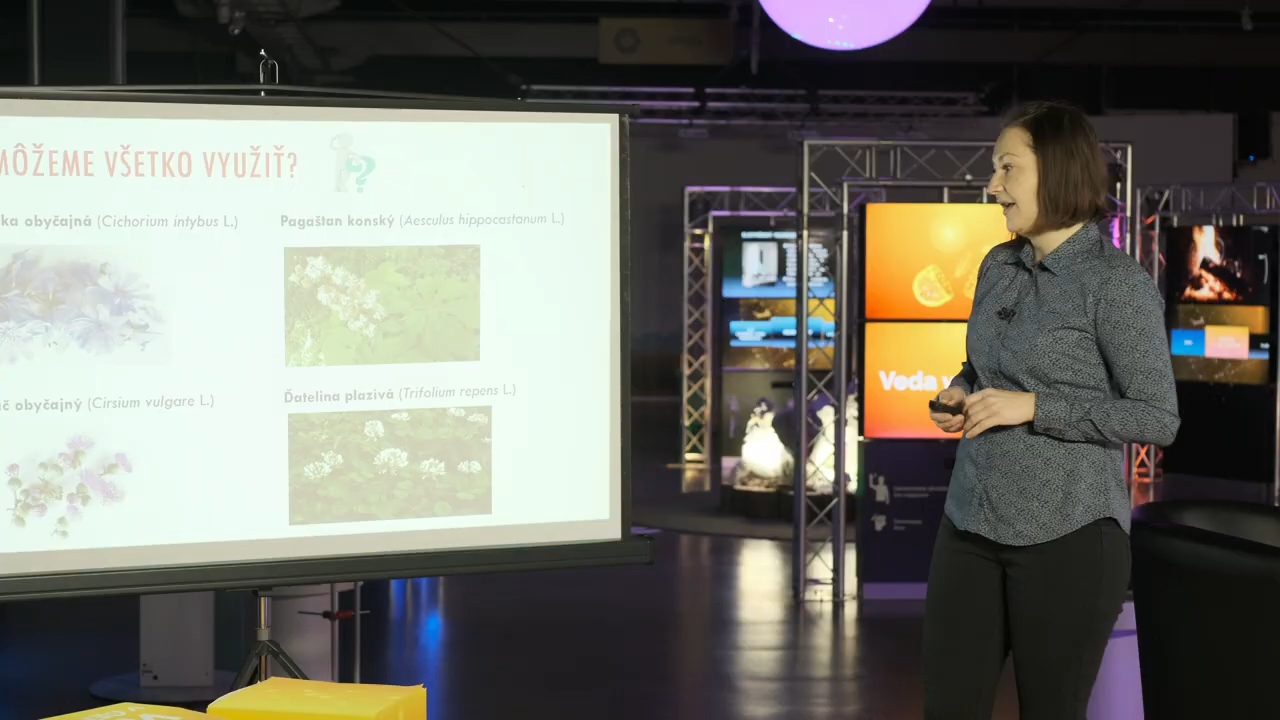 MÔŽEME VŠETKO VYUŽIŤ?
ka obyčajná (Cichorium intybus L.)
Pagaštan konský (Aesculus hippocastanum L.)
č obyčajný (Cirsium vulgare L.)
Ďatelina plazivá (Trifolium repens L.)
Veda v